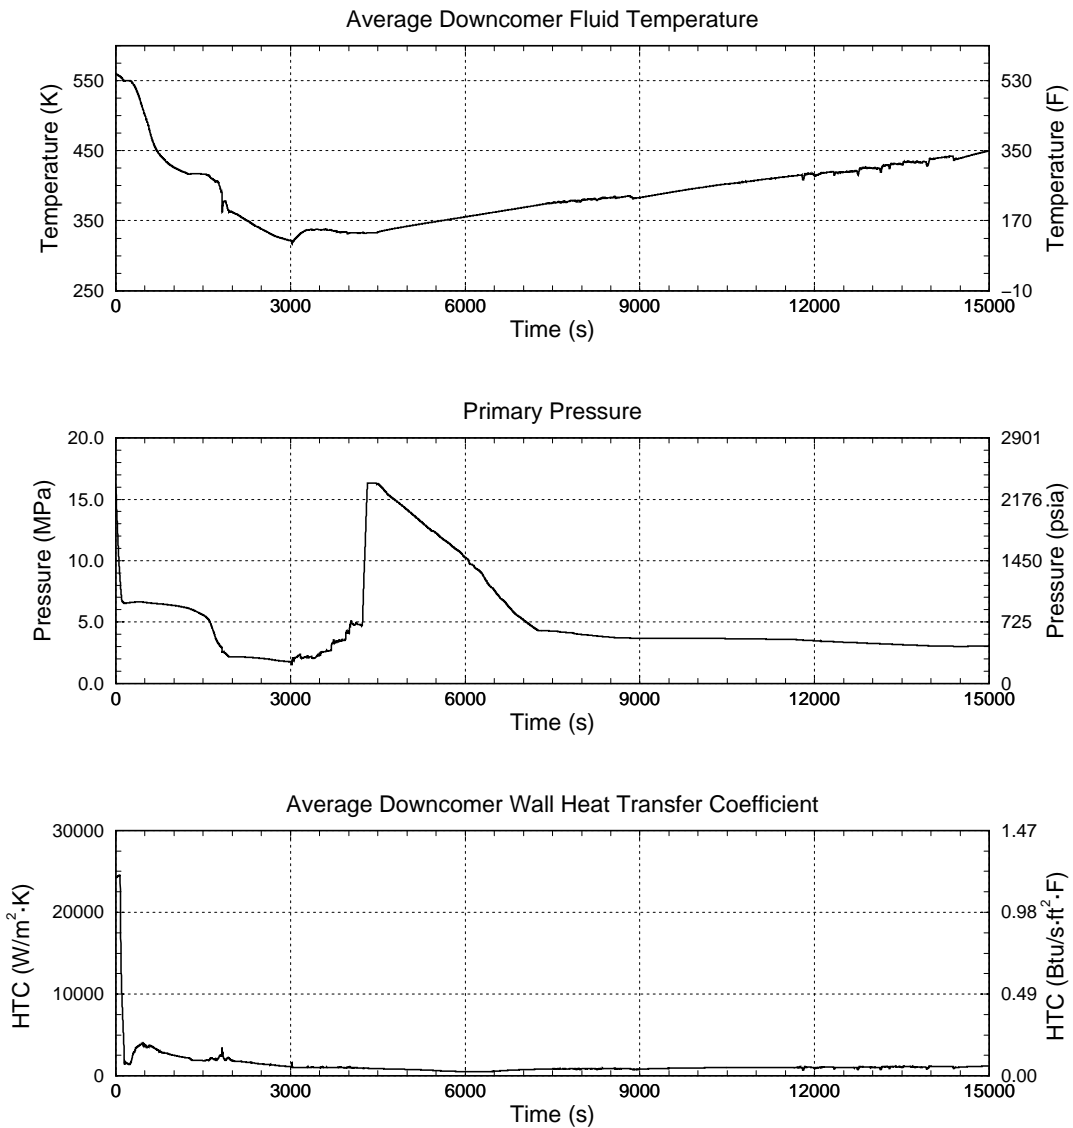 Average Downcomer Fluid Temperature
Temperature (K)
550
450
350
250
530
350
170
−10
Temperature (F)
0 3000 6000 9000 12000 15000
Time (s)
Primary Pressure
Pressure (MPa)
20.0
15.0
10.0
5.0
0.0
2901
2176
1450
725
0
Pressure (psia)
0 3000 6000 9000 12000 15000
Time (s)
Average Downcomer Wall Heat Transfer Coefficient
HTC (W/m²·K)
30000
20000
10000
0
1.47
0.98
0.49
0.00
HTC (Btu/s·ft²·F)
0 3000 6000 9000 12000 15000
Time (s)